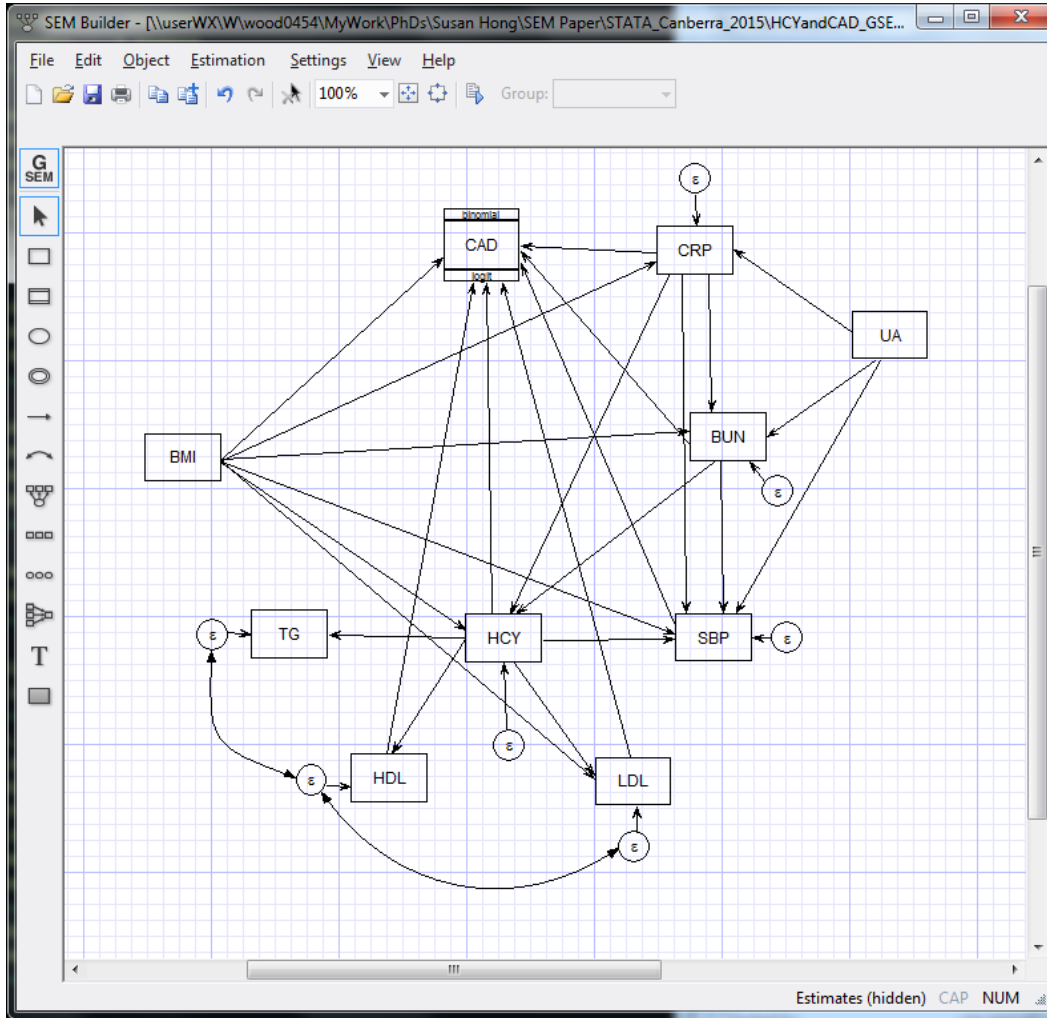 SEM Builder - [\\userWX\W\wood0454\MyWork\PhDs\Susan Hong\SEM Paper\STATA_Canberra_2015\HCYandCAD_GSE...
File Edit Object Estimation Settings View Help
100% Group:
G
SEM
T
ε
binomial
CAD
logit
CRP
UA
BUN
BMI
ε
ε
TG
HCY
SBP
ε
ε
ε
HDL
LDL
ε
Estimates (hidden) CAP NUM